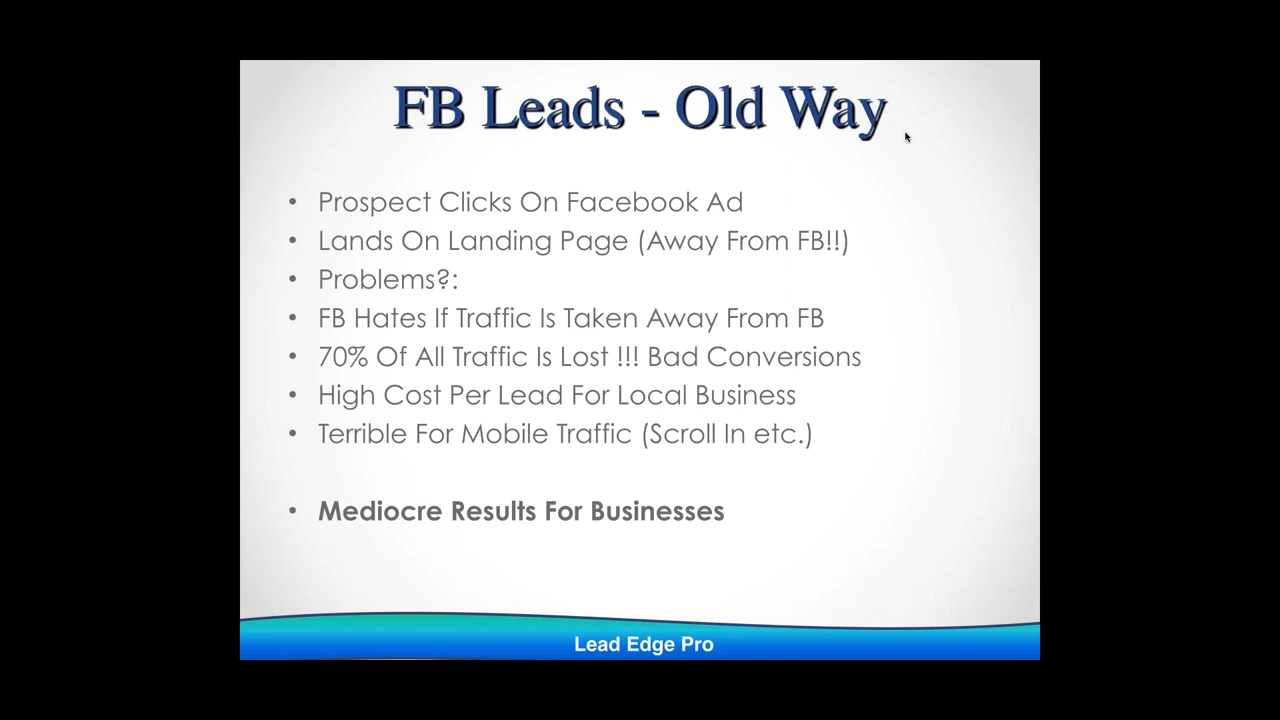 FB Leads - Old Way
• Prospect Clicks On Facebook Ad
• Lands On Landing Page (Away From FB!!)
• Problems?:
• FB Hates If Traffic Is Taken Away From FB
• 70% Of All Traffic Is Lost !!! Bad Conversions
• High Cost Per Lead For Local Business
• Terrible For Mobile Traffic (Scroll In etc.)
• Mediocre Results For Businesses
Lead Edge Pro